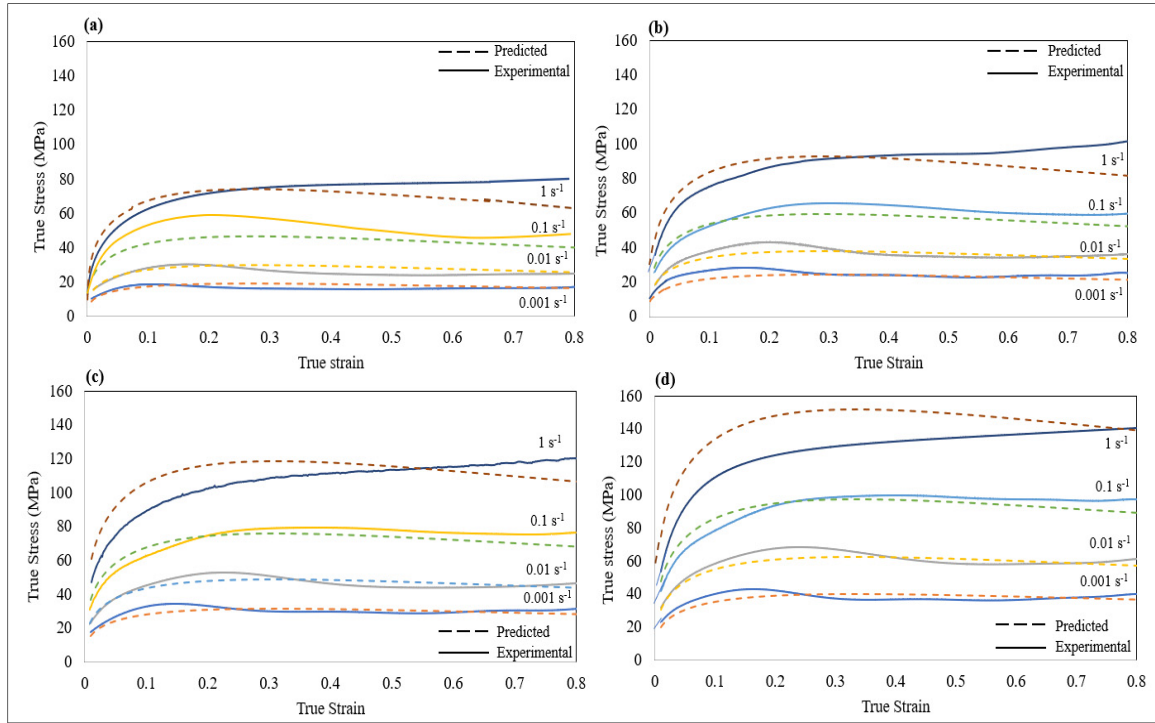 (a)
160
140
120
100
80
60
40
20
0
True Stress (MPa)
Predicted
Experimental
1 s-1
0.1 s-1
0.01 s-1
0.001 s-1
0 0.1 0.2 0.3 0.4 0.5 0.6 0.7 0.8
True strain
(b)
160
140
120
100
80
60
40
20
0
True Stress (MPa)
Predicted
Experimental
1 s-1
0.1 s-1
0.01 s-1
0.001 s-1
0 0.1 0.2 0.3 0.4 0.5 0.6 0.7 0.8
True Strain
(c)
160
140
120
100
80
60
40
20
0
True Stress (MPa)
1 s-1
0.1 s-1
0.01 s-1
0.001 s-1
Predicted
Experimental
0 0.1 0.2 0.3 0.4 0.5 0.6 0.7 0.8
True Strain
(d)
160
140
120
100
80
60
40
20
0
True stress (MPa)
1 s-1
0.1 s-1
0.01 s-1
0.001 s-1
Predicted
Experimental
0 0.1 0.2 0.3 0.4 0.5 0.6 0.7 0.8
True Strain